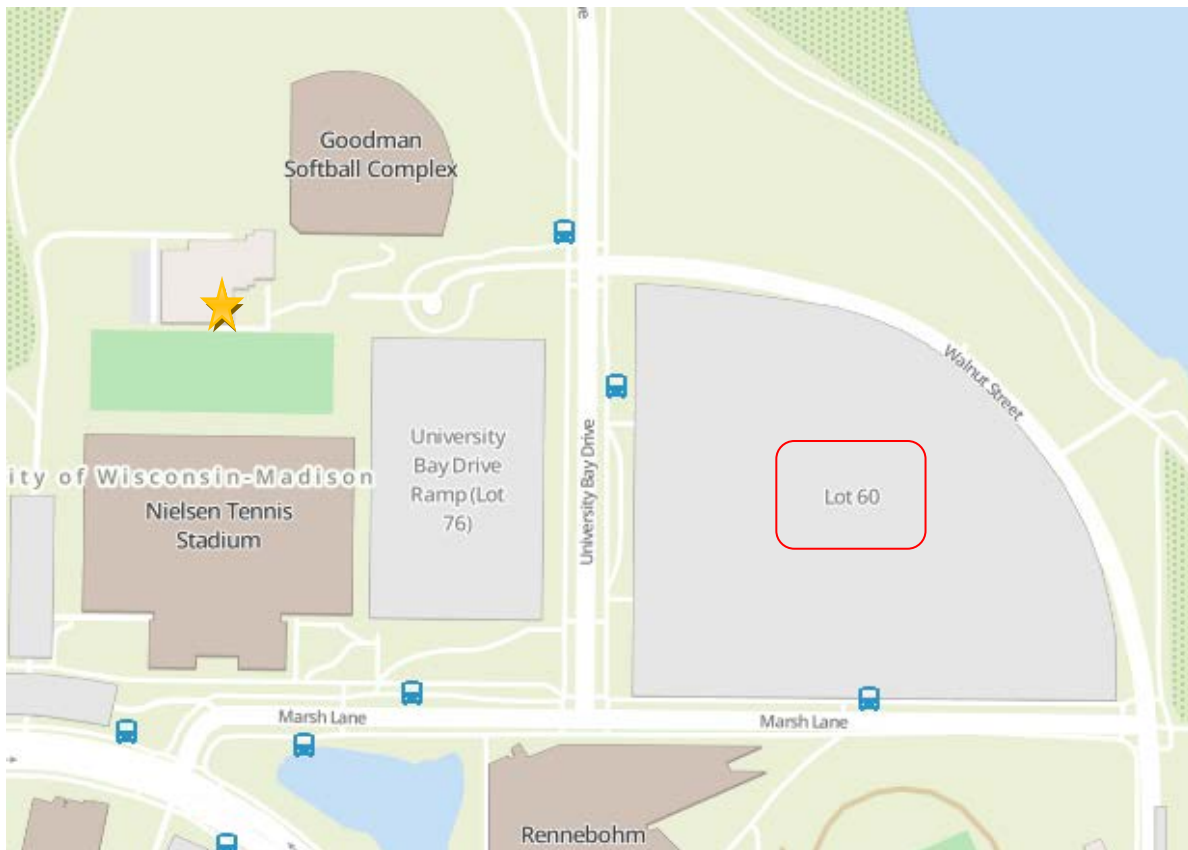 Goodman
Softball Complex
Walnut Street
University
Bay Drive
Ramp (Lot
76)
University Bay Drive
Lot 60
ity of Wisconsin-Madison
Nielsen Tennis
Stadium
Marsh Lane
Marsh Lane
Rennebohm